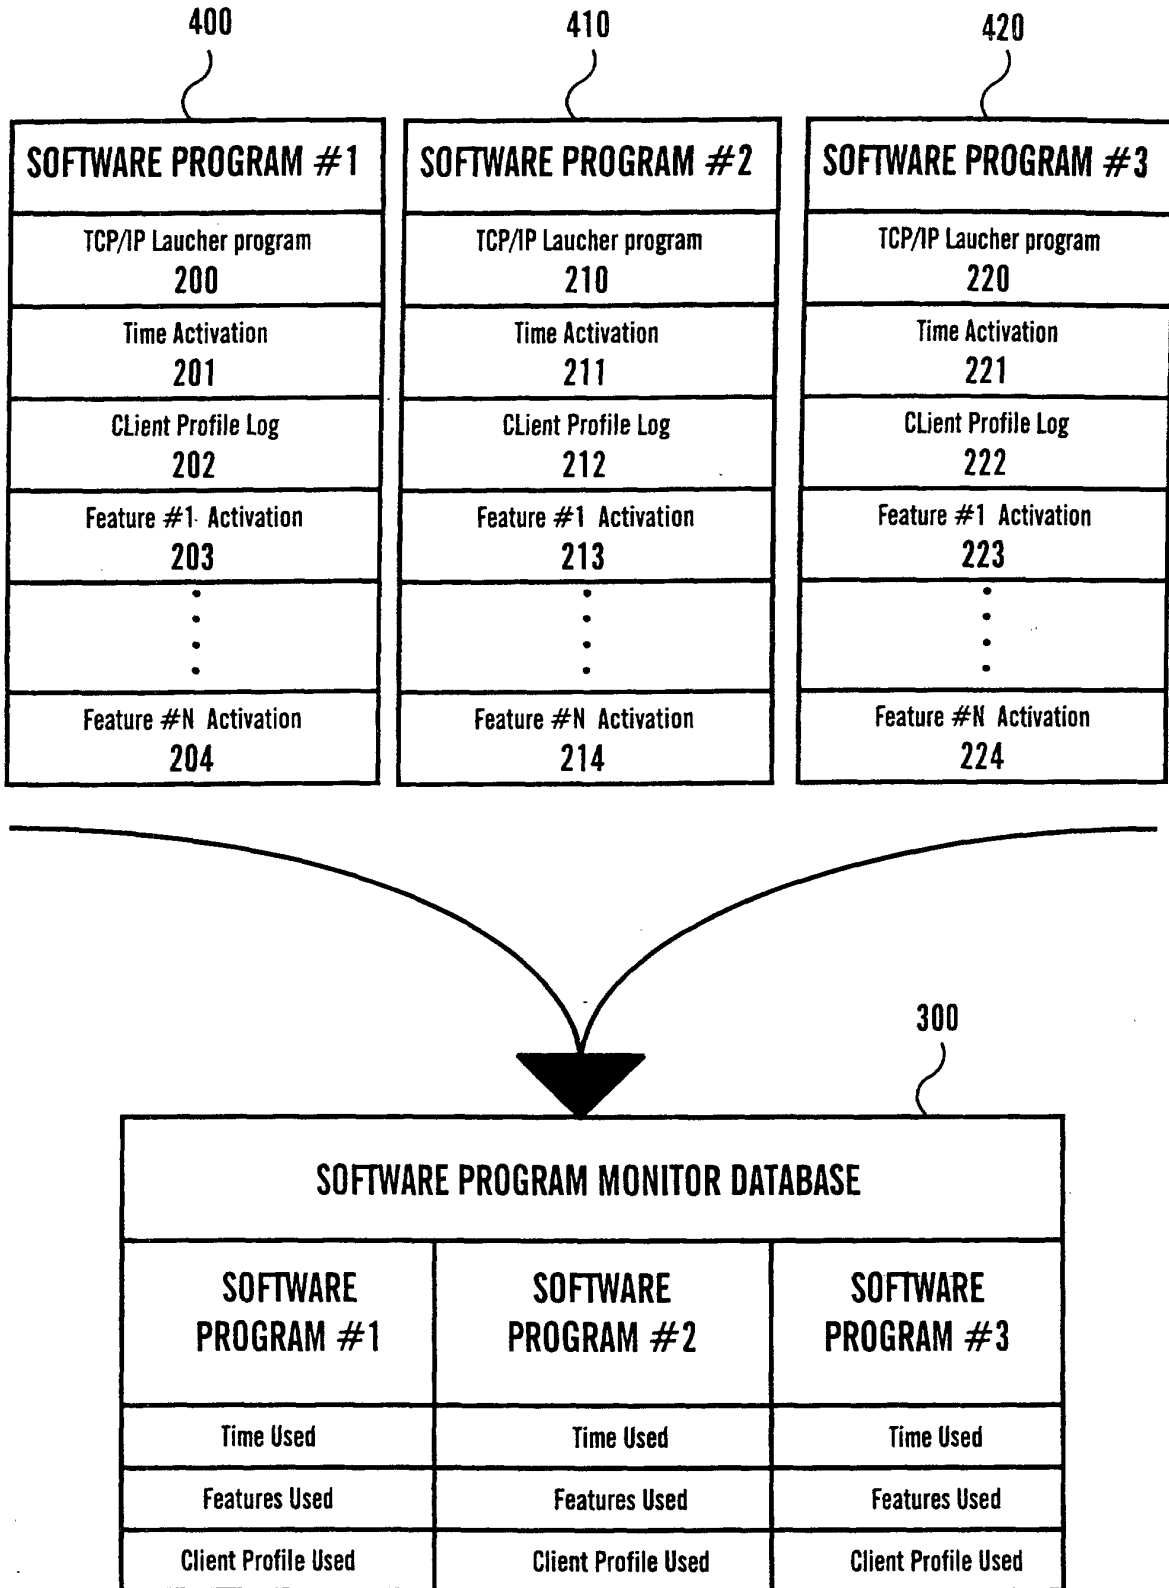 400
410
420
SOFTWARE PROGRAM #1
SOFTWARE PROGRAM #2
SOFTWARE PROGRAM #3
TCP/IP Laucher program
200
TCP/IP Laucher program
210
TCP/IP Laucher program
220
Time Activation
201
Time Activation
211
Time Activation
221
CLient Profile Log
202
CLient Profile Log
212
CLient Profile Log
222
Feature #1 Activation
203
Feature #1 Activation
213
Feature #1 Activation
223
Feature #N Activation
204
Feature #N Activation
214
Feature #N Activation
224
300
SOFTWARE PROGRAM MONITOR DATABASE
SOFTWARE
PROGRAM #1
SOFTWARE
PROGRAM #2
SOFTWARE
PROGRAM #3
Time Used
Time Used
Time Used
Features Used
Features Used
Features Used
Client Profile Used
Client Profile Used
Client Profile Used